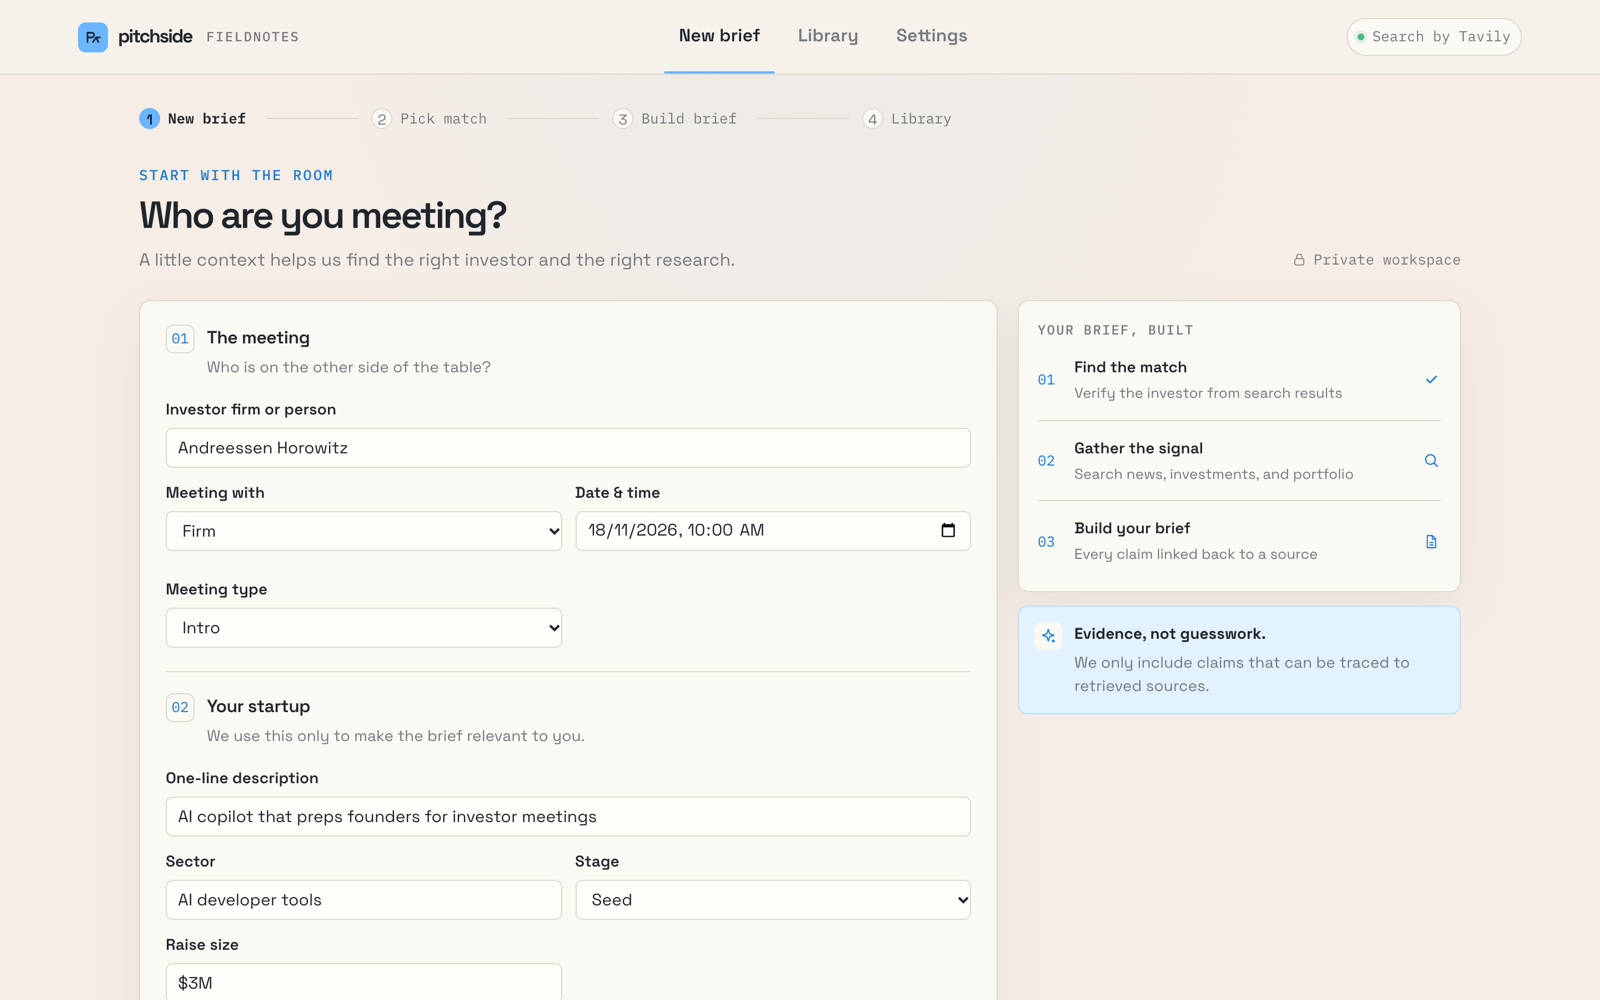 pitchside FIELDNOTES
New brief Library Settings
Search by Tavily
1 New brief 2 Pick match 3 Build brief 4 Library
START WITH THE ROOM
Who are you meeting?
A little context helps us find the right investor and the right research.
Private workspace
01 The meeting
Who is on the other side of the table?
Investor firm or person
Andreessen Horowitz
Meeting with Date & time
Firm 18/11/2026, 10:00 AM
Meeting type
Intro
02 Your startup
We use this only to make the brief relevant to you.
One-line description
AI copilot that preps founders for investor meetings
Sector Stage
AI developer tools Seed
Raise size
$3M
YOUR BRIEF, BUILT
01 Find the match
Verify the investor from search results
02 Gather the signal
Search news, investments, and portfolio
03 Build your brief
Every claim linked back to a source
Evidence, not guesswork.
We only include claims that can be traced to
retrieved sources.